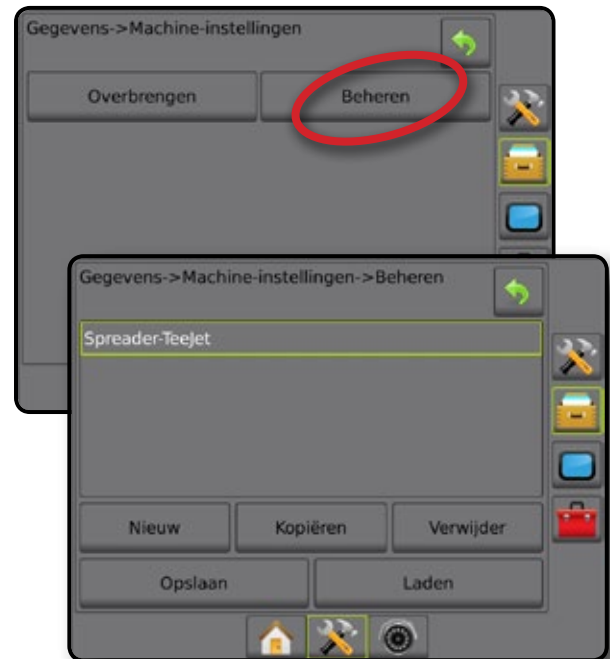 Gegevens->Machine-instellingen
Overbrengen Beheren
Gegevens->Machine-instellingen->Beheren
Spreader-TeeJet
Nieuw Kopiëren Verwijder
Opslaan Laden